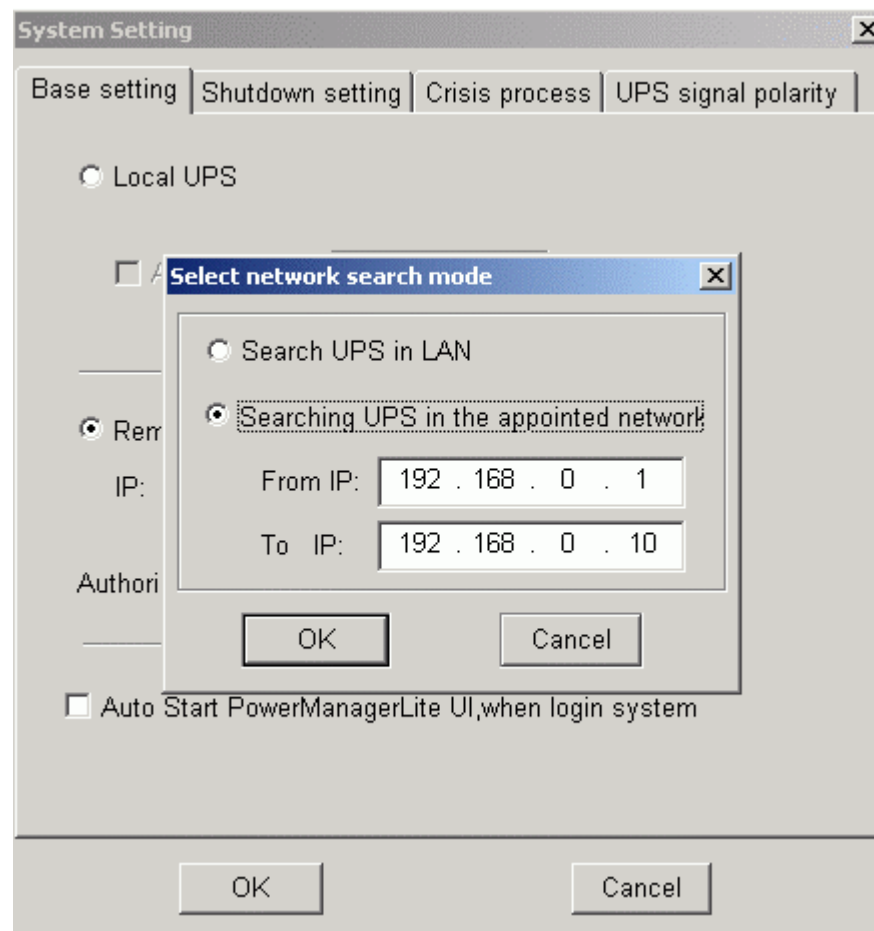 System Setting
Base setting Shutdown setting Crisis process UPS signal polarity
Local UPS
Select network search mode
Search UPS in LAN
Searching UPS in the appointed network
From IP: 192 . 168 . 0 . 1
To IP: 192 . 168 . 0 . 10
IP:
OK Cancel
Auto Start PowerManagerLite UI,when login system
OK Cancel